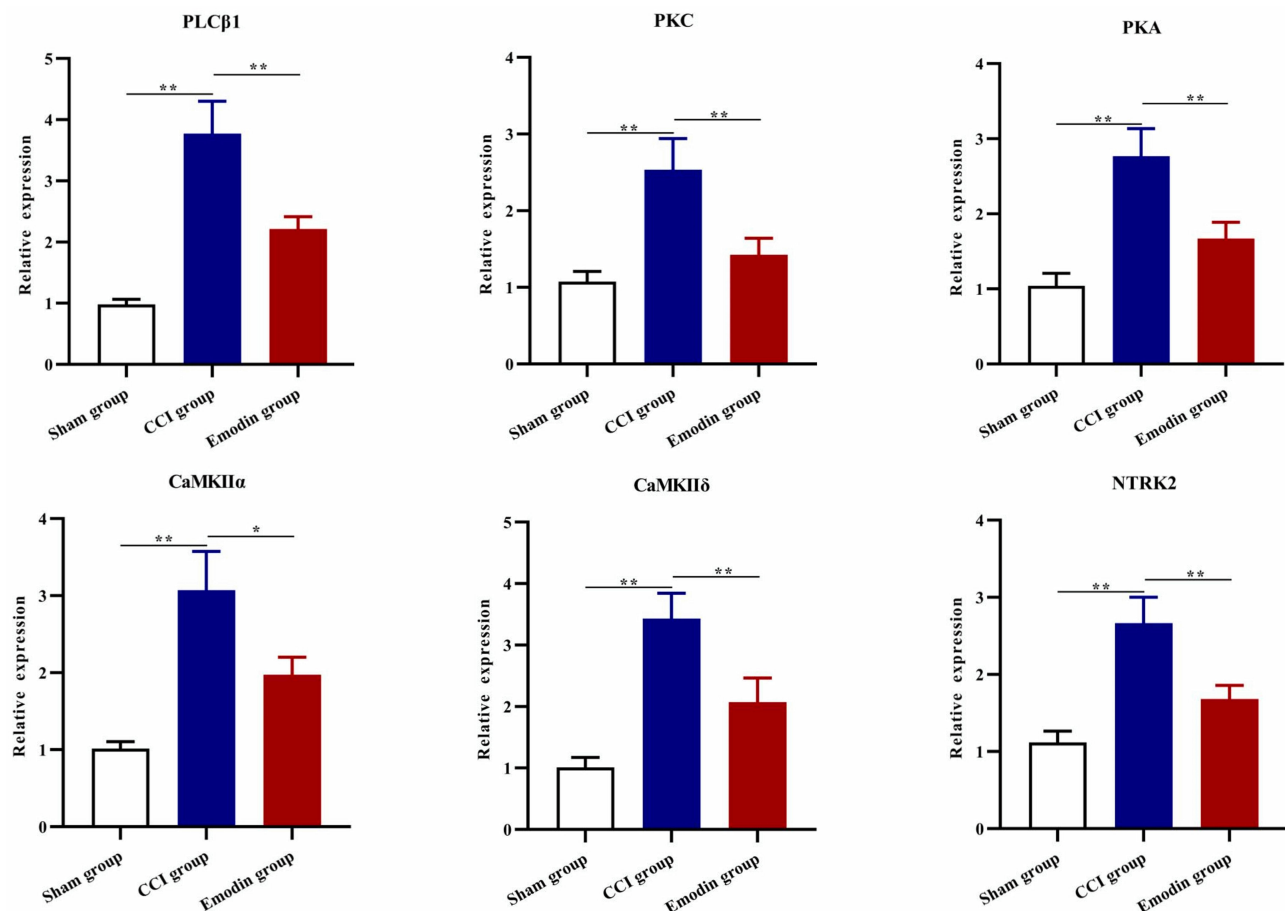 PLCβ1
PKC
PKA
Relative expression
5
4
3
2
1
0
**
**
Sham group
CCI group
Emodin group
Relative expression
4
3
2
1
0
**
**
Sham group
CCI group
Emodin group
Relative expression
4
3
2
1
0
**
**
Sham group
CCI group
Emodin group
CaMKIIα
CaMKIIδ
NTRK2
Relative expression
4
3
2
1
0
**
*
Sham group
CCI group
Emodin group
Relative expression
5
4
3
2
1
0
**
**
Sham group
CCI group
Emodin group
Relative expression
4
3
2
1
0
**
**
Sham group
CCI group
Emodin group